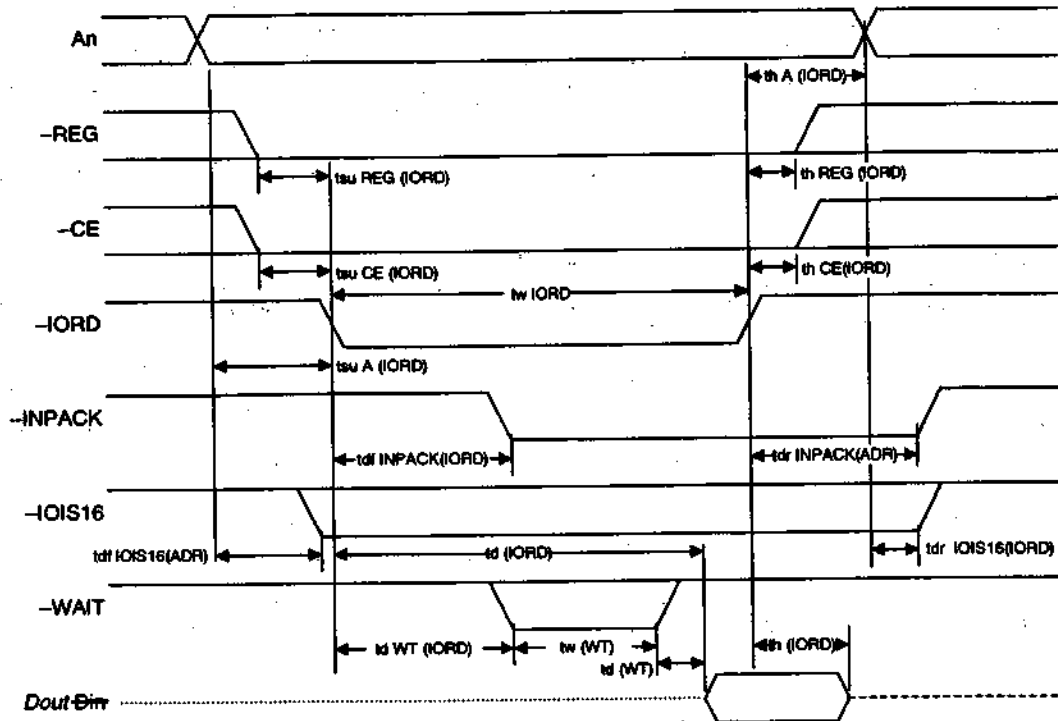 An
th A (IORD)
–REG
tsu REG (IORD)
th REG (IORD)
–CE
tsu CE (IORD)
th CE(IORD)
tw IORD
–IORD
tsu A (IORD)
–INPACK
tdf INPACK(IORD)
tdr INPACK(ADR)
–IOIS16
tdf IOIS16(ADR)
td (IORD)
tdr IOIS16(IORD)
–WAIT
td WT (IORD)
tw (WT)
th (IORD)
td (WT)
Dout Din